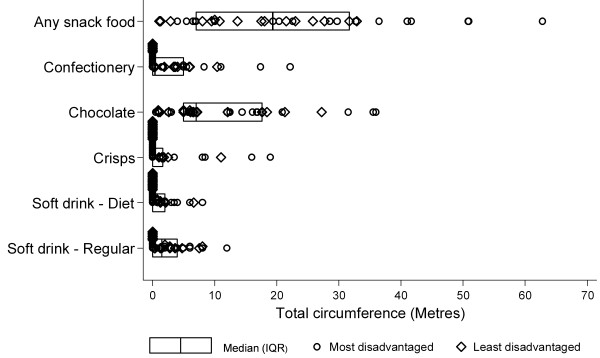 Any snack food
Confectionery
Chocolate
Crisps
Soft drink - Diet
Soft drink - Regular
0 10 20 30 40 50 60 70
Total circumference (Metres)
Median (IQR) Most disadvantaged Least disadvantaged